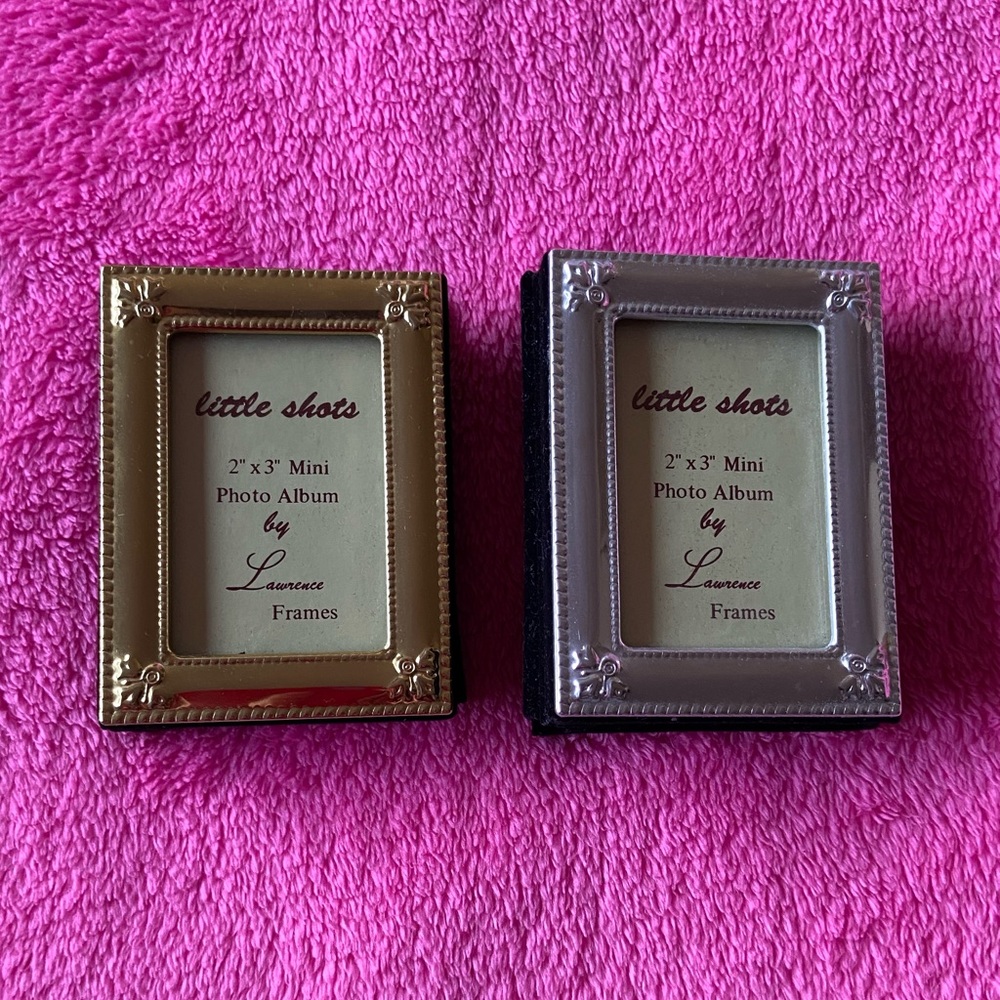 little shots
2" x 3" Mini
Photo Album
by
Lawrence
Frames
little shots
2" x 3" Mini
Photo Album
by
Lawrence
Frames